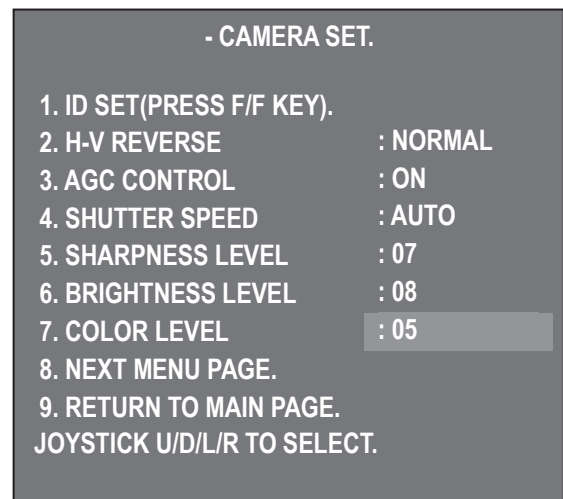 - CAMERA SET.
1. ID SET(PRESS F/F KEY).
2. H-V REVERSE : NORMAL
3. AGC CONTROL : ON
4. SHUTTER SPEED : AUTO
5. SHARPNESS LEVEL : 07
6. BRIGHTNESS LEVEL : 08
7. COLOR LEVEL : 05
8. NEXT MENU PAGE.
9. RETURN TO MAIN PAGE.
JOYSTICK U/D/L/R TO SELECT.